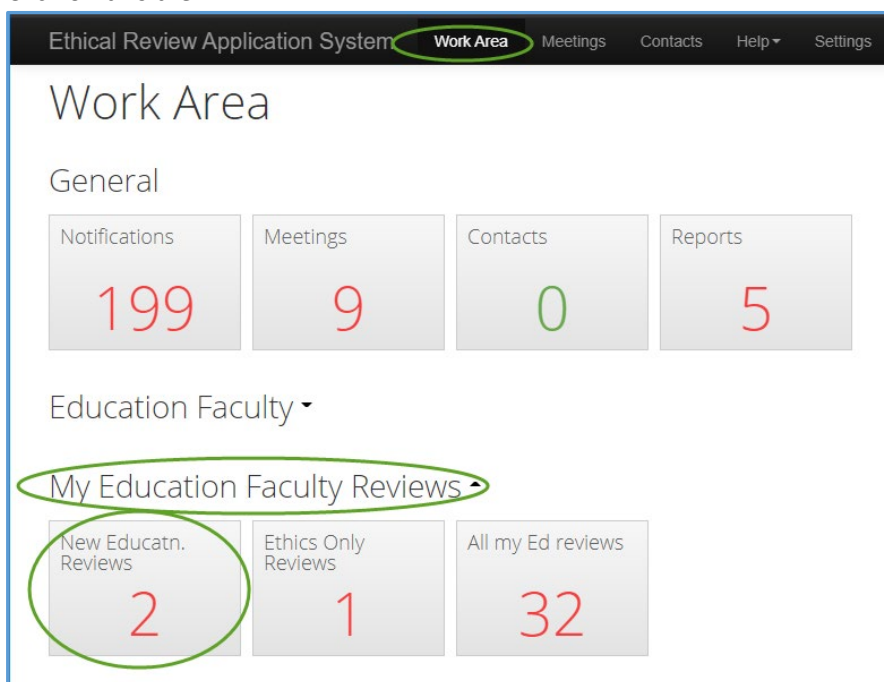 Ethical Review Application System Work Area Meetings Contacts Help Settings
Work Area
General
Notifications Meetings Contacts Reports
199 9 0 5
Education Faculty
My Education Faculty Reviews
New Educatn. Ethics Only All my Ed reviews
Reviews Reviews
2 1 32